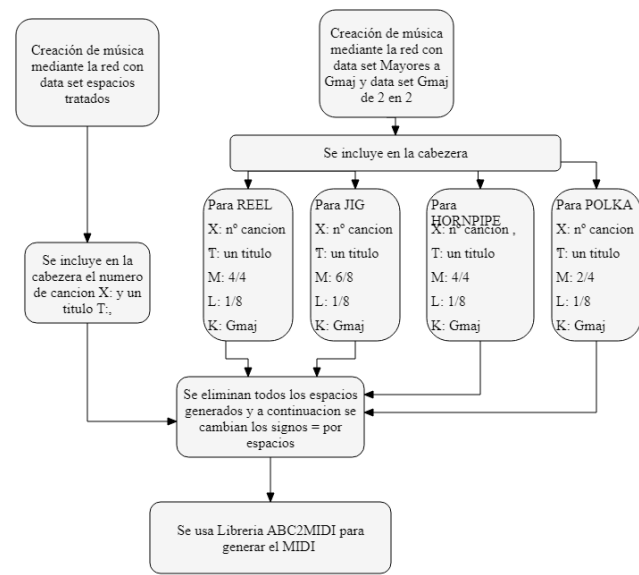 Creación de música
mediante la red con
data set espacios
tratados
Creación de música
mediante la red con
data set Mayores a
Gmaj y data set Gmaj
de 2 en 2
Se incluye en la cabezera
Para REEL
X: nº cancion
T: un titulo
M: 4/4
L: 1/8
K: Gmaj
Para JIG
X: nº cancion
T: un titulo
M: 6/8
L: 1/8
K: Gmaj
Para
HORNPIPE
X: nº cancion ,
T: un titulo
M: 4/4
L: 1/8
K: Gmaj
Para POLKA
X: nº cancion
T: un titulo
M: 2/4
L: 1/8
K: Gmaj
Se incluye en la
cabezera el numero
de cancion X: y un
titulo T:,
Se eliminan todos los espacios
generados y a continuacion se
cambian los signos = por
espacios
Se usa Libreria ABC2MIDI para
generar el MIDI